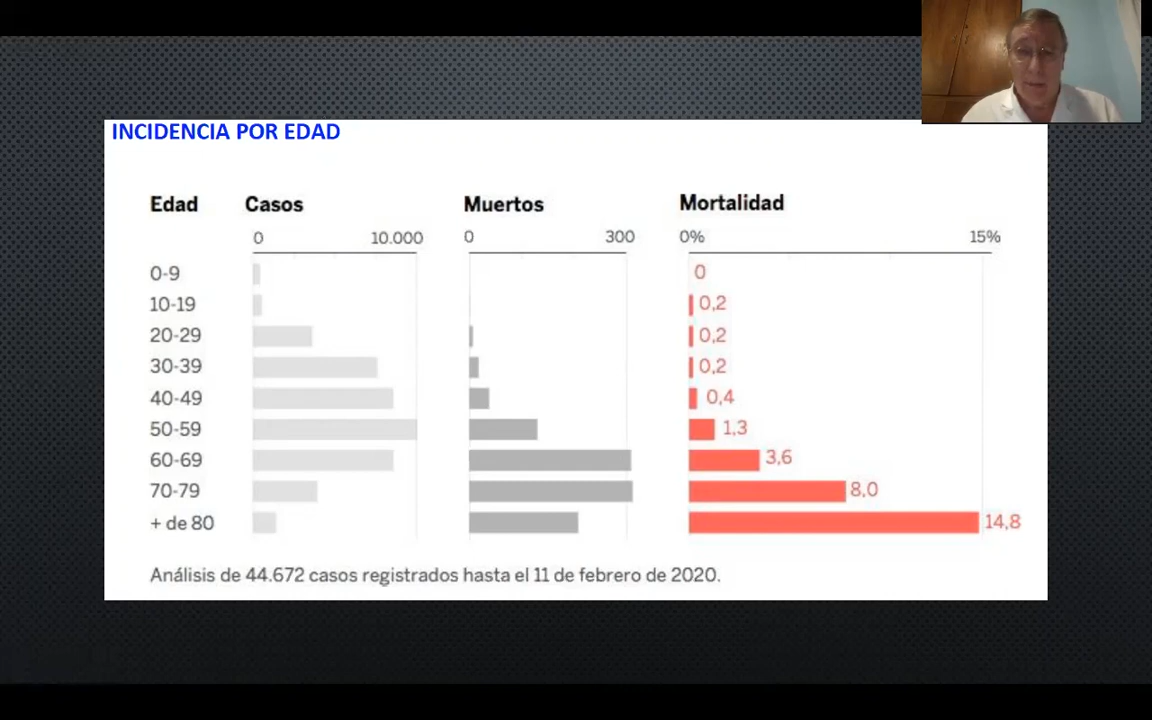 INCIDENCIA POR EDAD
Edad Casos Muertos Mortalidad
0 10.000 0 300 0% 15%
0-9 0
10-19 0,2
20-29 0,2
30-39 0,2
40-49 0,4
50-59 1,3
60-69 3,6
70-79 8,0
+ de 80 14,8
Análisis de 44.672 casos registrados hasta el 11 de febrero de 2020.